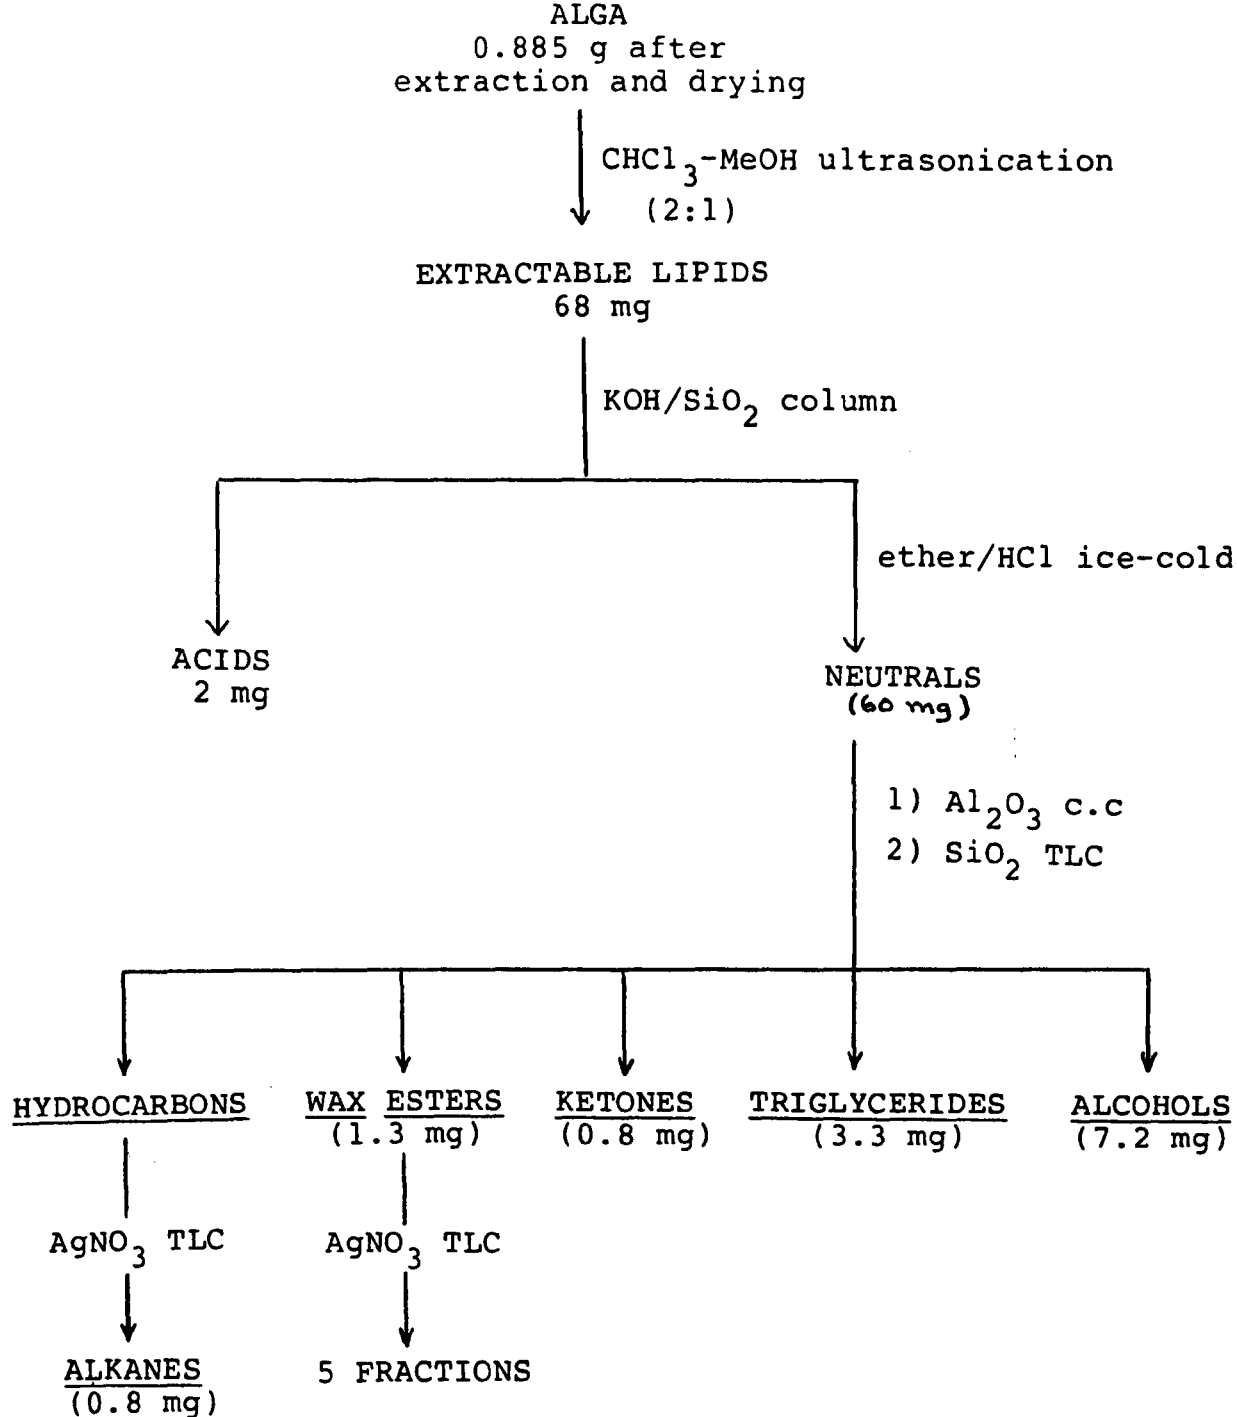 ALGA
0.885 g after
extraction and drying
CHCl3-MeOH ultrasonication
(2:1)
EXTRACTABLE LIPIDS
68 mg
KOH/SiO2 column
ether/HCl ice-cold
ACIDS
2 mg
NEUTRALS
(60 mg)
1) Al2O3 c.c
2) SiO2 TLC
HYDROCARBONS
WAX ESTERS
(1.3 mg)
KETONES
(0.8 mg)
TRIGLYCERIDES
(3.3 mg)
ALCOHOLS
(7.2 mg)
AgNO3 TLC
AgNO3 TLC
ALKANES
(0.8 mg)
5 FRACTIONS